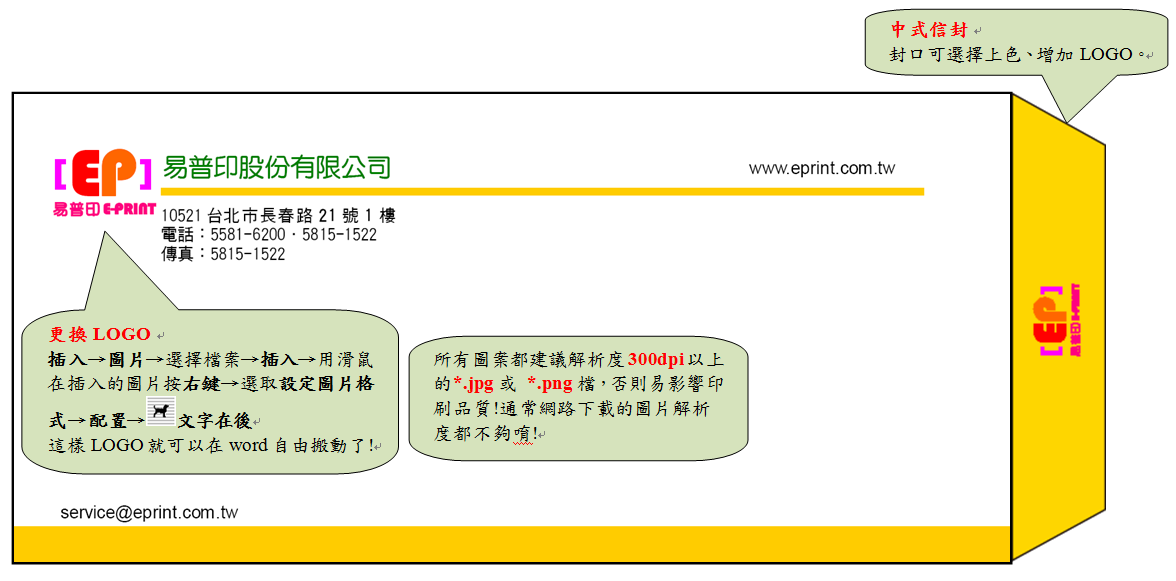 中式信封
封口可選擇上色、增加 LOGO。
[EP]
易普印 E-PRINT
易普印股份有限公司
www.eprint.com.tw
10521 台北市長春路 21 號 1 樓
電話：5581-6200．5815-1522
傳真：5815-1522
[EP]
易普印 E-PRINT
更換 LOGO
插入→圖片→選擇檔案→插入→用滑鼠
在插入的圖片按右鍵→選取設定圖片格
式→配置→文字在後
這樣 LOGO 就可以在 word 自由搬動了!
所有圖案都建議解析度 300dpi 以上
的*.jpg 或 *.png 檔，否則易影響印
刷品質!通常網路下載的圖片解析
度都不夠唷!
service@eprint.com.tw